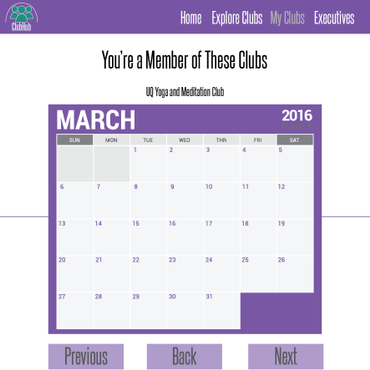 ClubHub
Home Explore Clubs My Clubs Executives
You're a Member of These Clubs
UQ Yoga and Meditation Club
MARCH 2016
SUN MON TUE WED THR FRI SAT
1 2 3 4 5
6 7 8 9 10 11 12
13 14 15 16 17 18 19
20 21 22 23 24 25 26
27 28 29 30 31
Previous Back Next